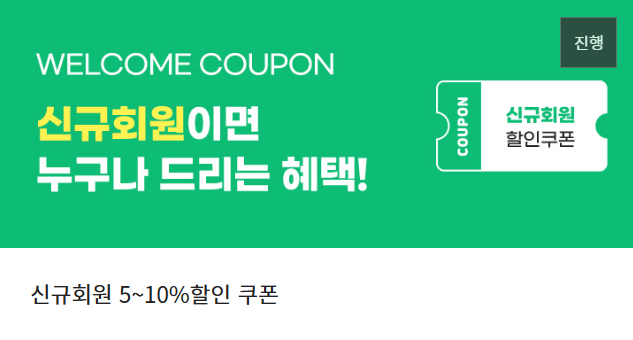 진행
WELCOME COUPON
신규회원이면
누구나 드리는 혜택!
COUPON
신규회원
할인쿠폰
신규회원 5~10%할인 쿠폰